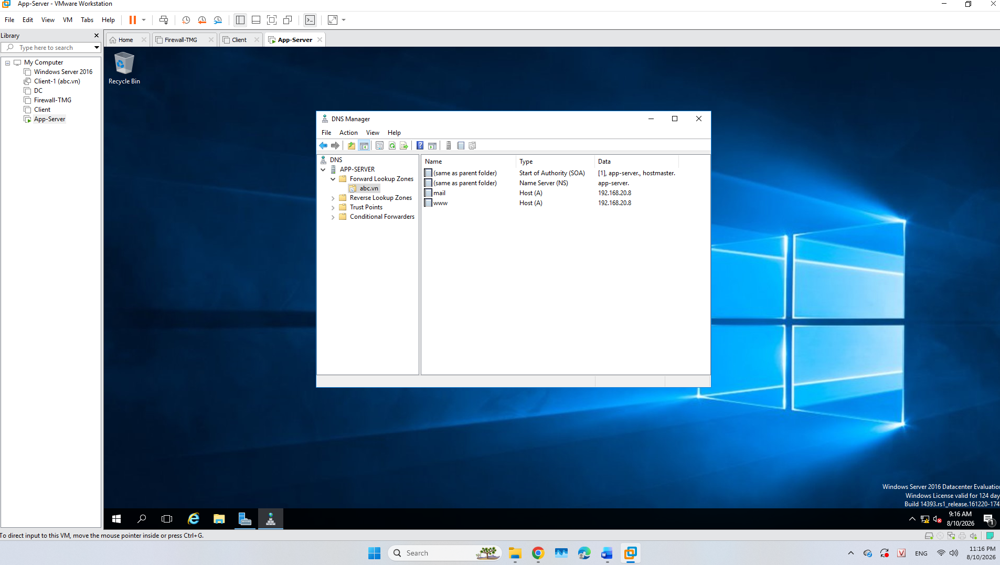 App-Server - VMware Workstation
File Edit View VM Tabs Help
Library
Type here to search
My Computer
Windows Server 2016
Client-1 (abc.vn)
DC
Firewall-TMG
Client
App-Server
Home Firewall-TMG Client App-Server
Recycle Bin
DNS Manager
File Action View Help
DNS
APP-SERVER
Forward Lookup Zones
abc.vn
Reverse Lookup Zones
Trust Points
Conditional Forwarders
Name Type Data
(same as parent folder) Start of Authority (SOA) [1], app-server., hostmaster.
(same as parent folder) Name Server (NS) app-server.
mail Host (A) 192.168.20.8
www Host (A) 192.168.20.8
Windows Server 2016 Datacenter Evaluation
Windows License valid for 124 day
Build 14393.rs1_release.161220-174
9:16 AM
8/10/2026
1
To direct input to this VM, move the mouse pointer inside or press Ctrl+G.
Search
ENG
11:16 PM
8/10/2026